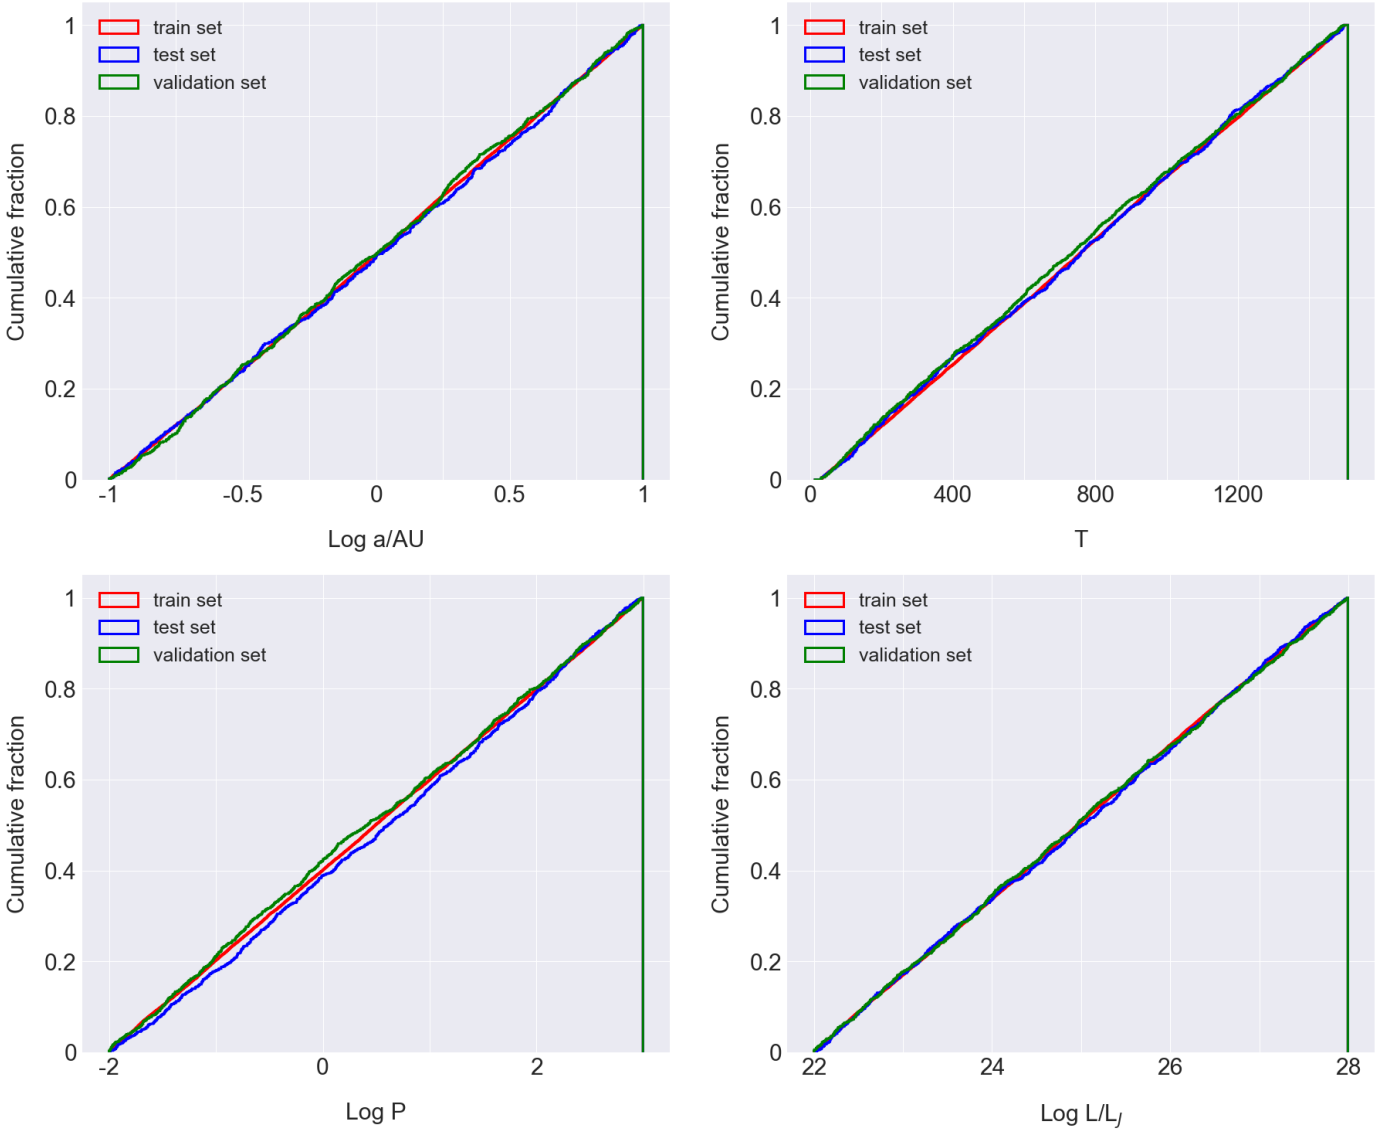 train set
test set
validation set
1
0.8
0.6
0.4
0.2
0
Cumulative fraction
-1
-0.5
0
0.5
1
Log a/AU
train set
test set
validation set
1
0.8
0.6
0.4
0.2
0
Cumulative fraction
0
400
800
1200
T
train set
test set
validation set
1
0.8
0.6
0.4
0.2
0
Cumulative fraction
-2
0
2
Log P
train set
test set
validation set
1
0.8
0.6
0.4
0.2
0
Cumulative fraction
22
24
26
28
Log L/L_J